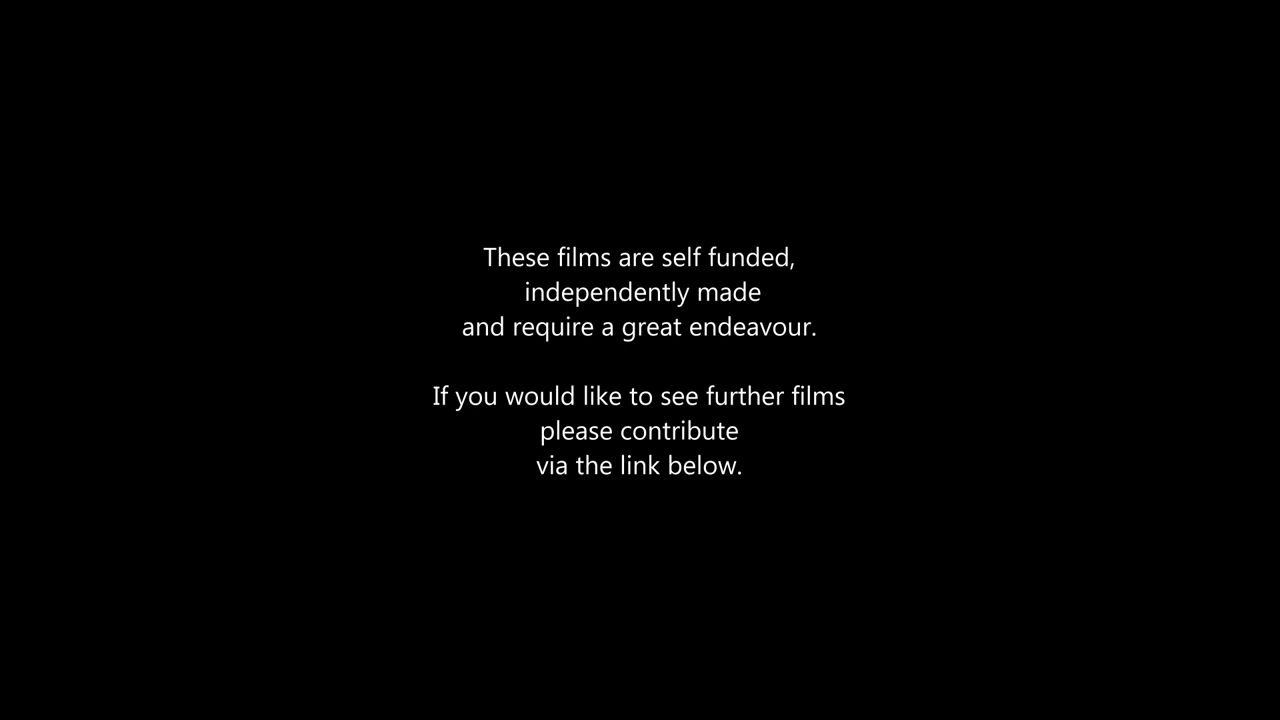 These films are self funded,
independently made
and require a great endeavour.
If you would like to see further films
please contribute
via the link below.